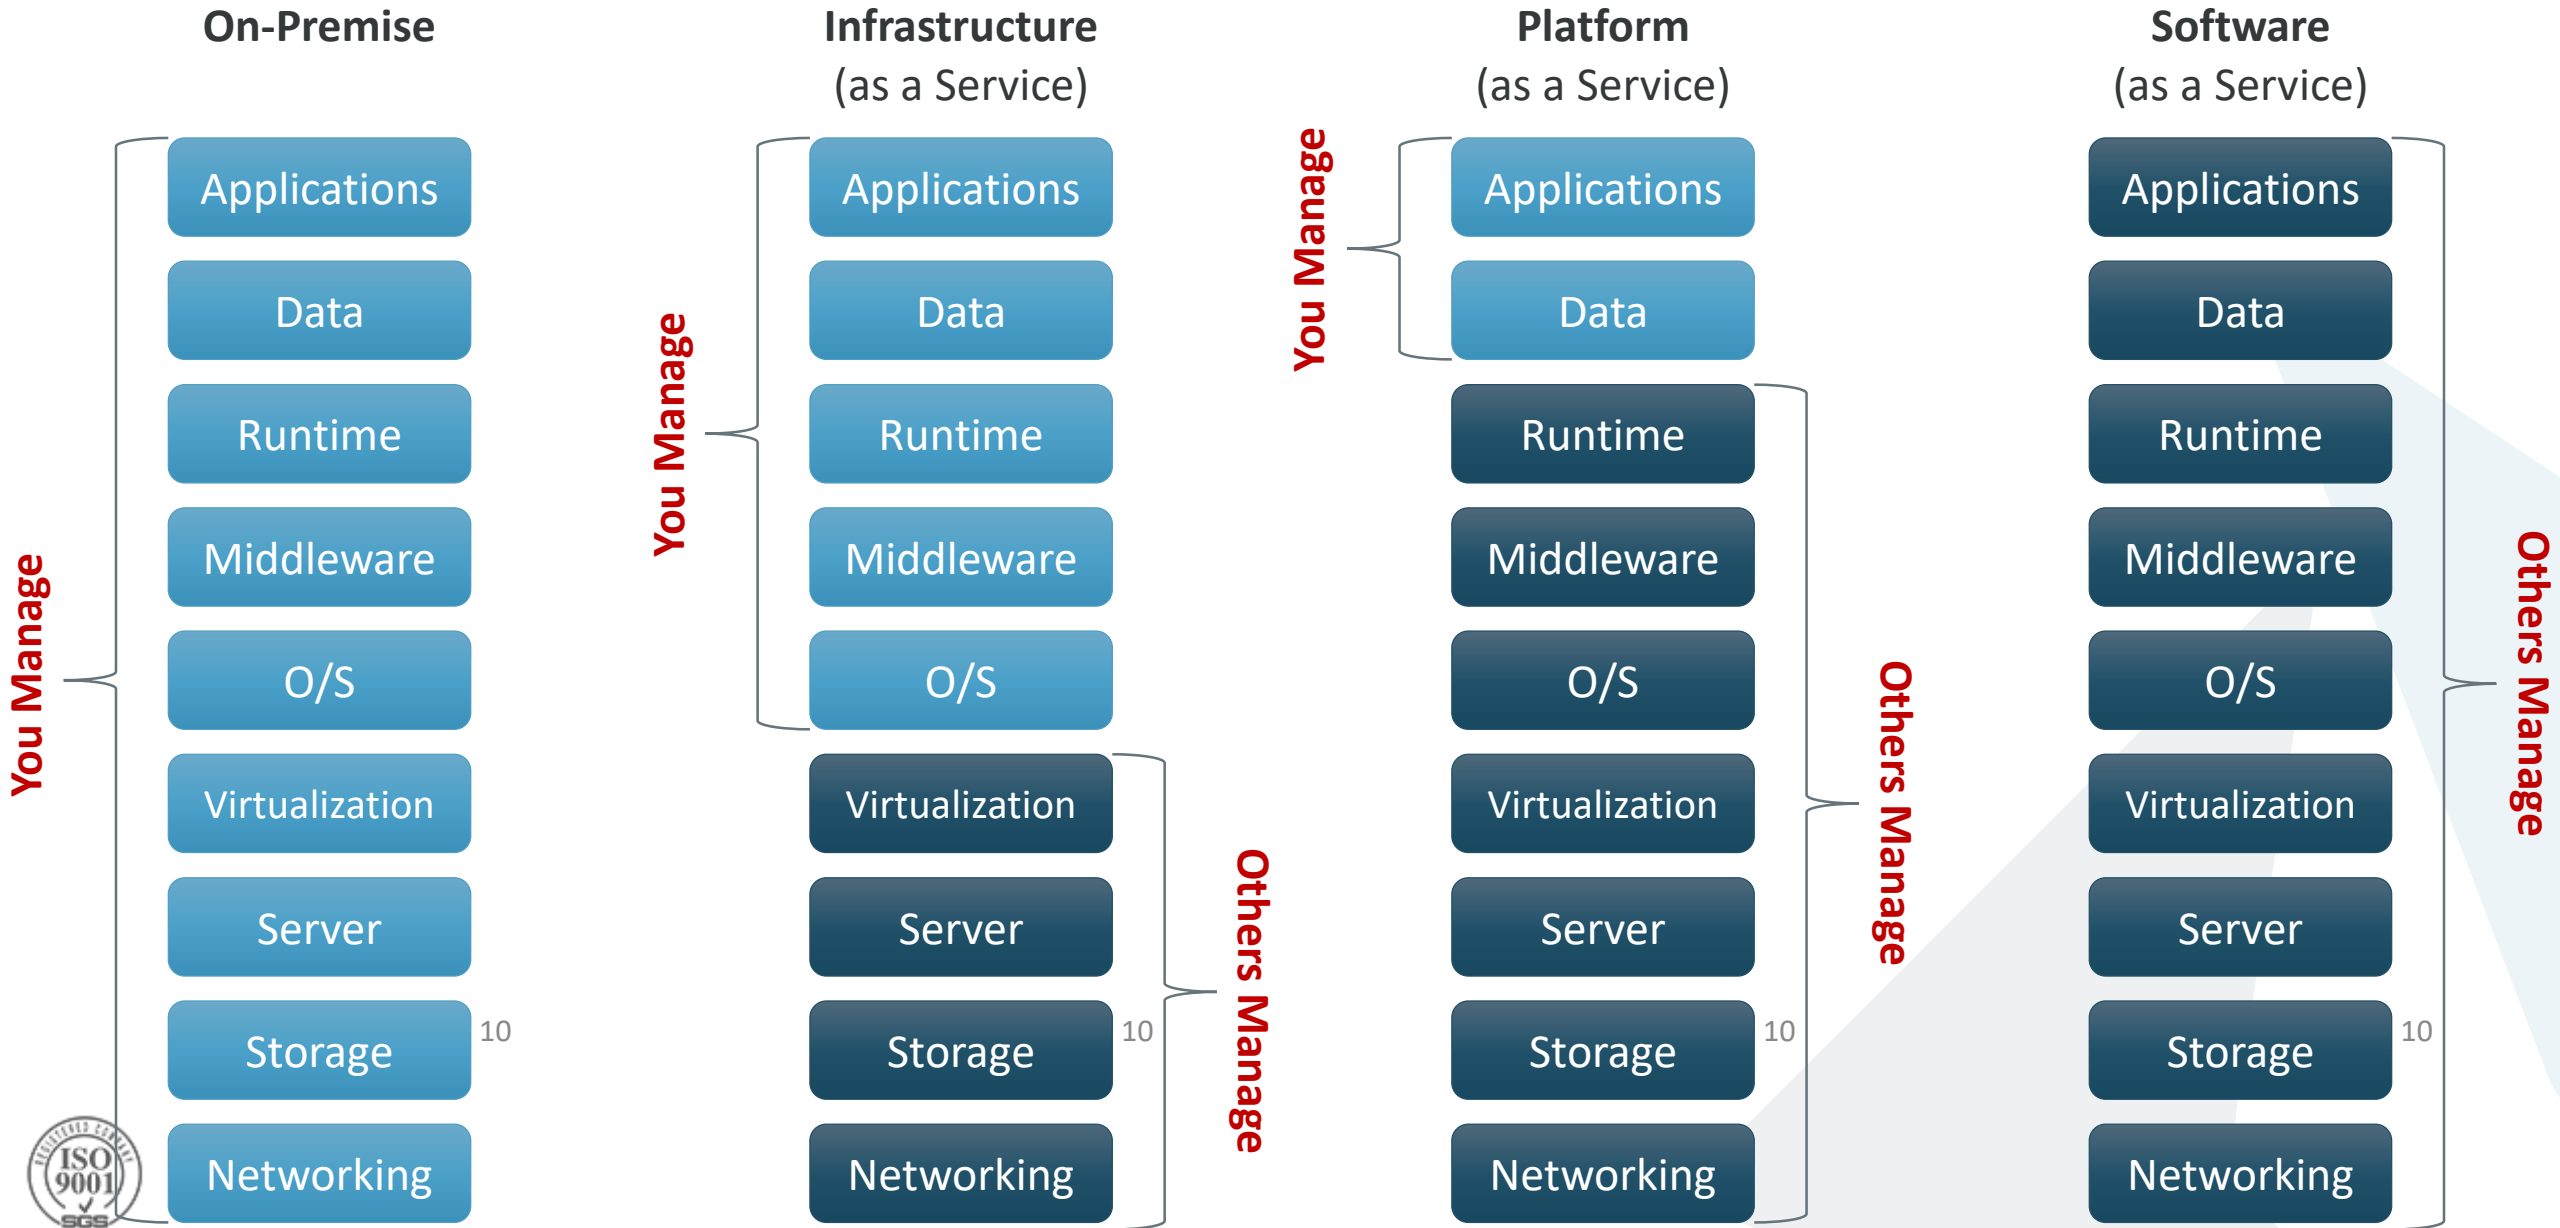 On-Premise
You Manage
Applications
Data
Runtime
Middleware
O/S
Virtualization
Server
Storage
10
Networking
REGISTERED COMPANY
ISO
9001
SGS
Infrastructure
(as a Service)
You Manage
Applications
Data
Runtime
Middleware
O/S
Virtualization
Server
Storage
10
Networking
Others Manage
Platform
(as a Service)
You Manage
Applications
Data
Runtime
Middleware
O/S
Virtualization
Server
Storage
10
Networking
Others Manage
Software
(as a Service)
Applications
Data
Runtime
Middleware
O/S
Virtualization
Server
Storage
10
Networking
Others Manage